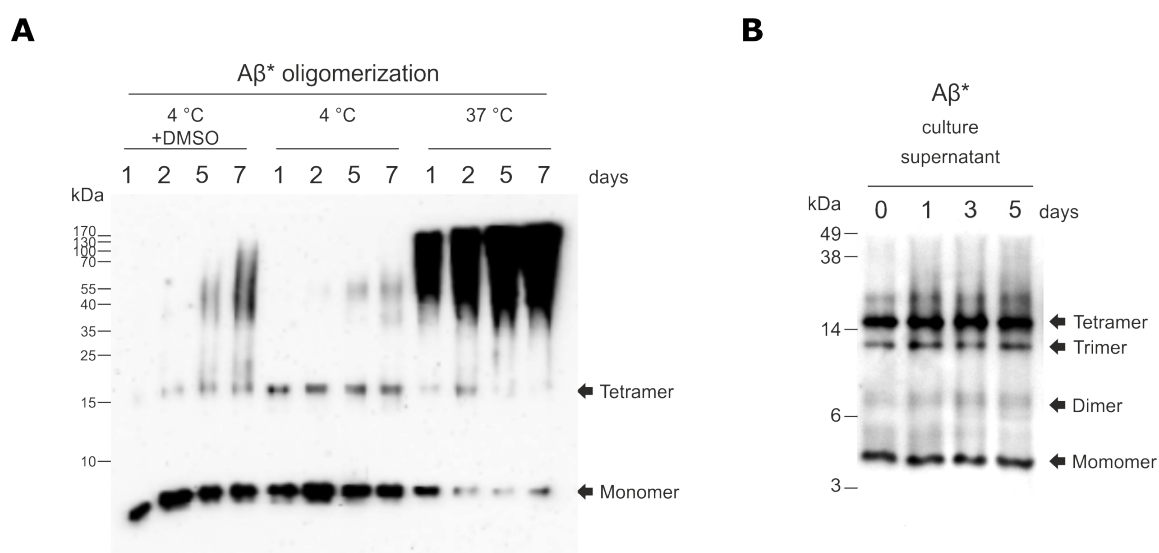 A
Aβ* oligomerization
4 °C
+DMSO
4 °C
37 °C
1 2 5 7 1 2 5 7 1 2 5 7 days
kDa
170
130
100
70
55
40
35
25
15
10
Tetramer
Monomer
B
Aβ*
culture
supernatant
kDa
0 1 3 5 days
49
38
14
6
3
Tetramer
Trimer
Dimer
Momomer